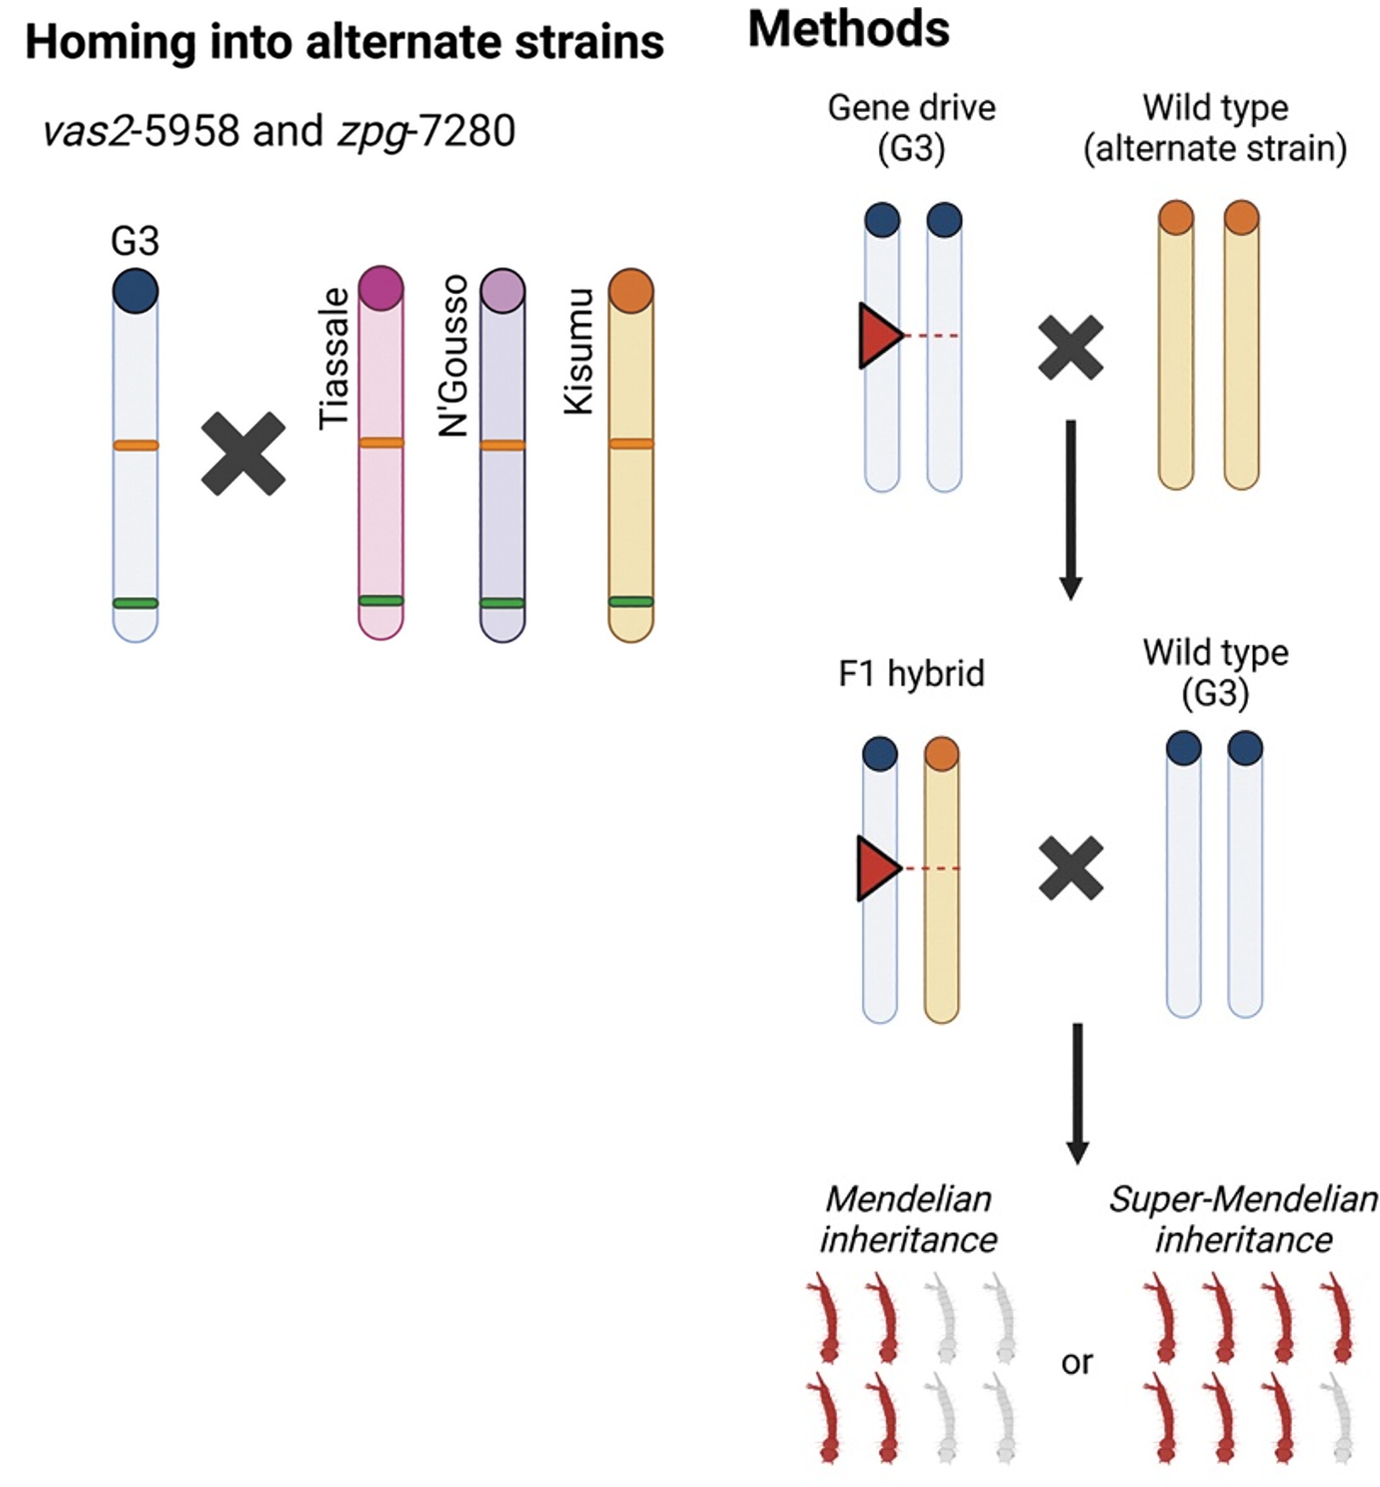 Homing into alternate strains
vas2-5958 and zpg-7280
G3
Tiassale
N'Gousso
Kisumu
Methods
Gene drive
(G3)
Wild type
(alternate strain)
F1 hybrid
Wild type
(G3)
Mendelian
inheritance
or
Super-Mendelian
inheritance